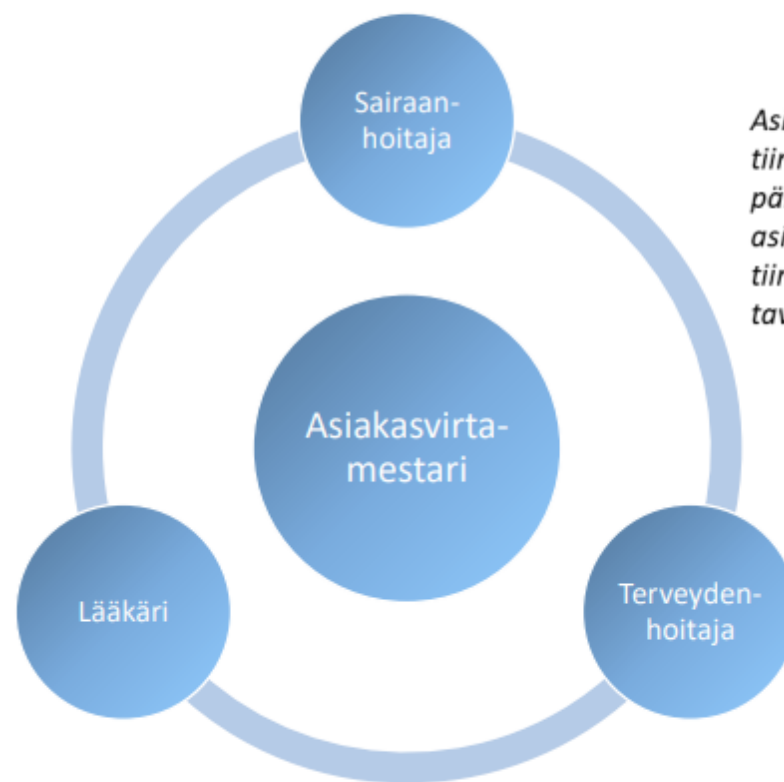 Sairaan-
hoitaja
Asiakasvirta-
mestari
Lääkäri
Terveyden-
hoitaja